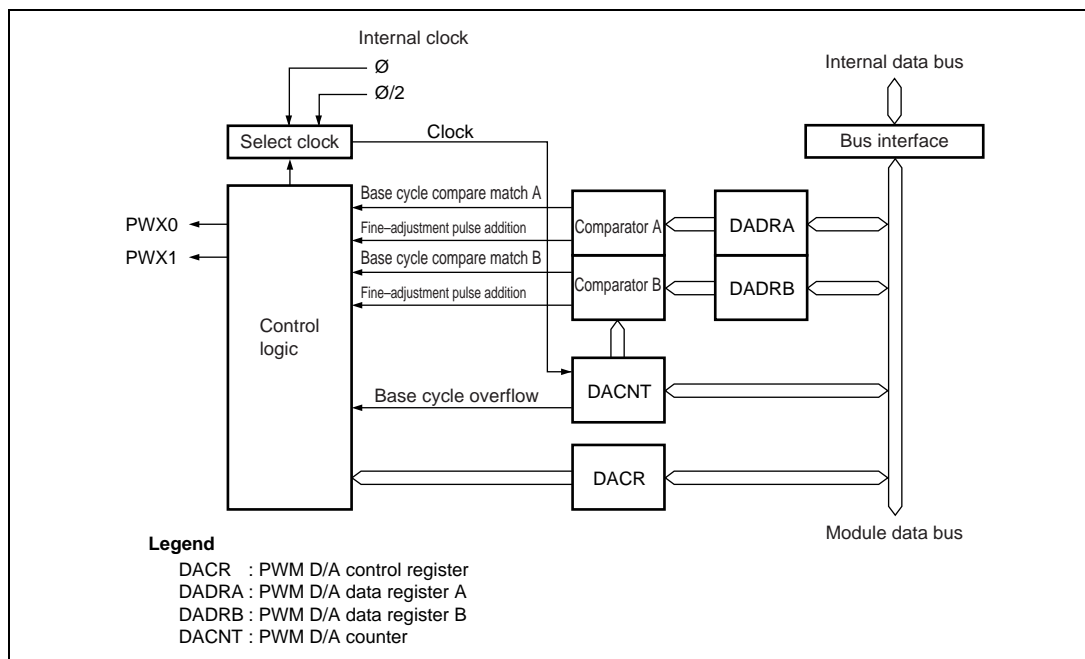 Internal clock
Ø
Ø/2
Internal data bus
Select clock
Clock
Bus interface
Base cycle compare match A
PWX0
Fine–adjustment pulse addition
Comparator A
DADRA
PWX1
Base cycle compare match B
Fine–adjustment pulse addition
Comparator B
DADRB
Control
logic
Base cycle overflow
DACNT
DACR
Module data bus
Legend
DACR : PWM D/A control register
DADRA : PWM D/A data register A
DADRB : PWM D/A data register B
DACNT : PWM D/A counter